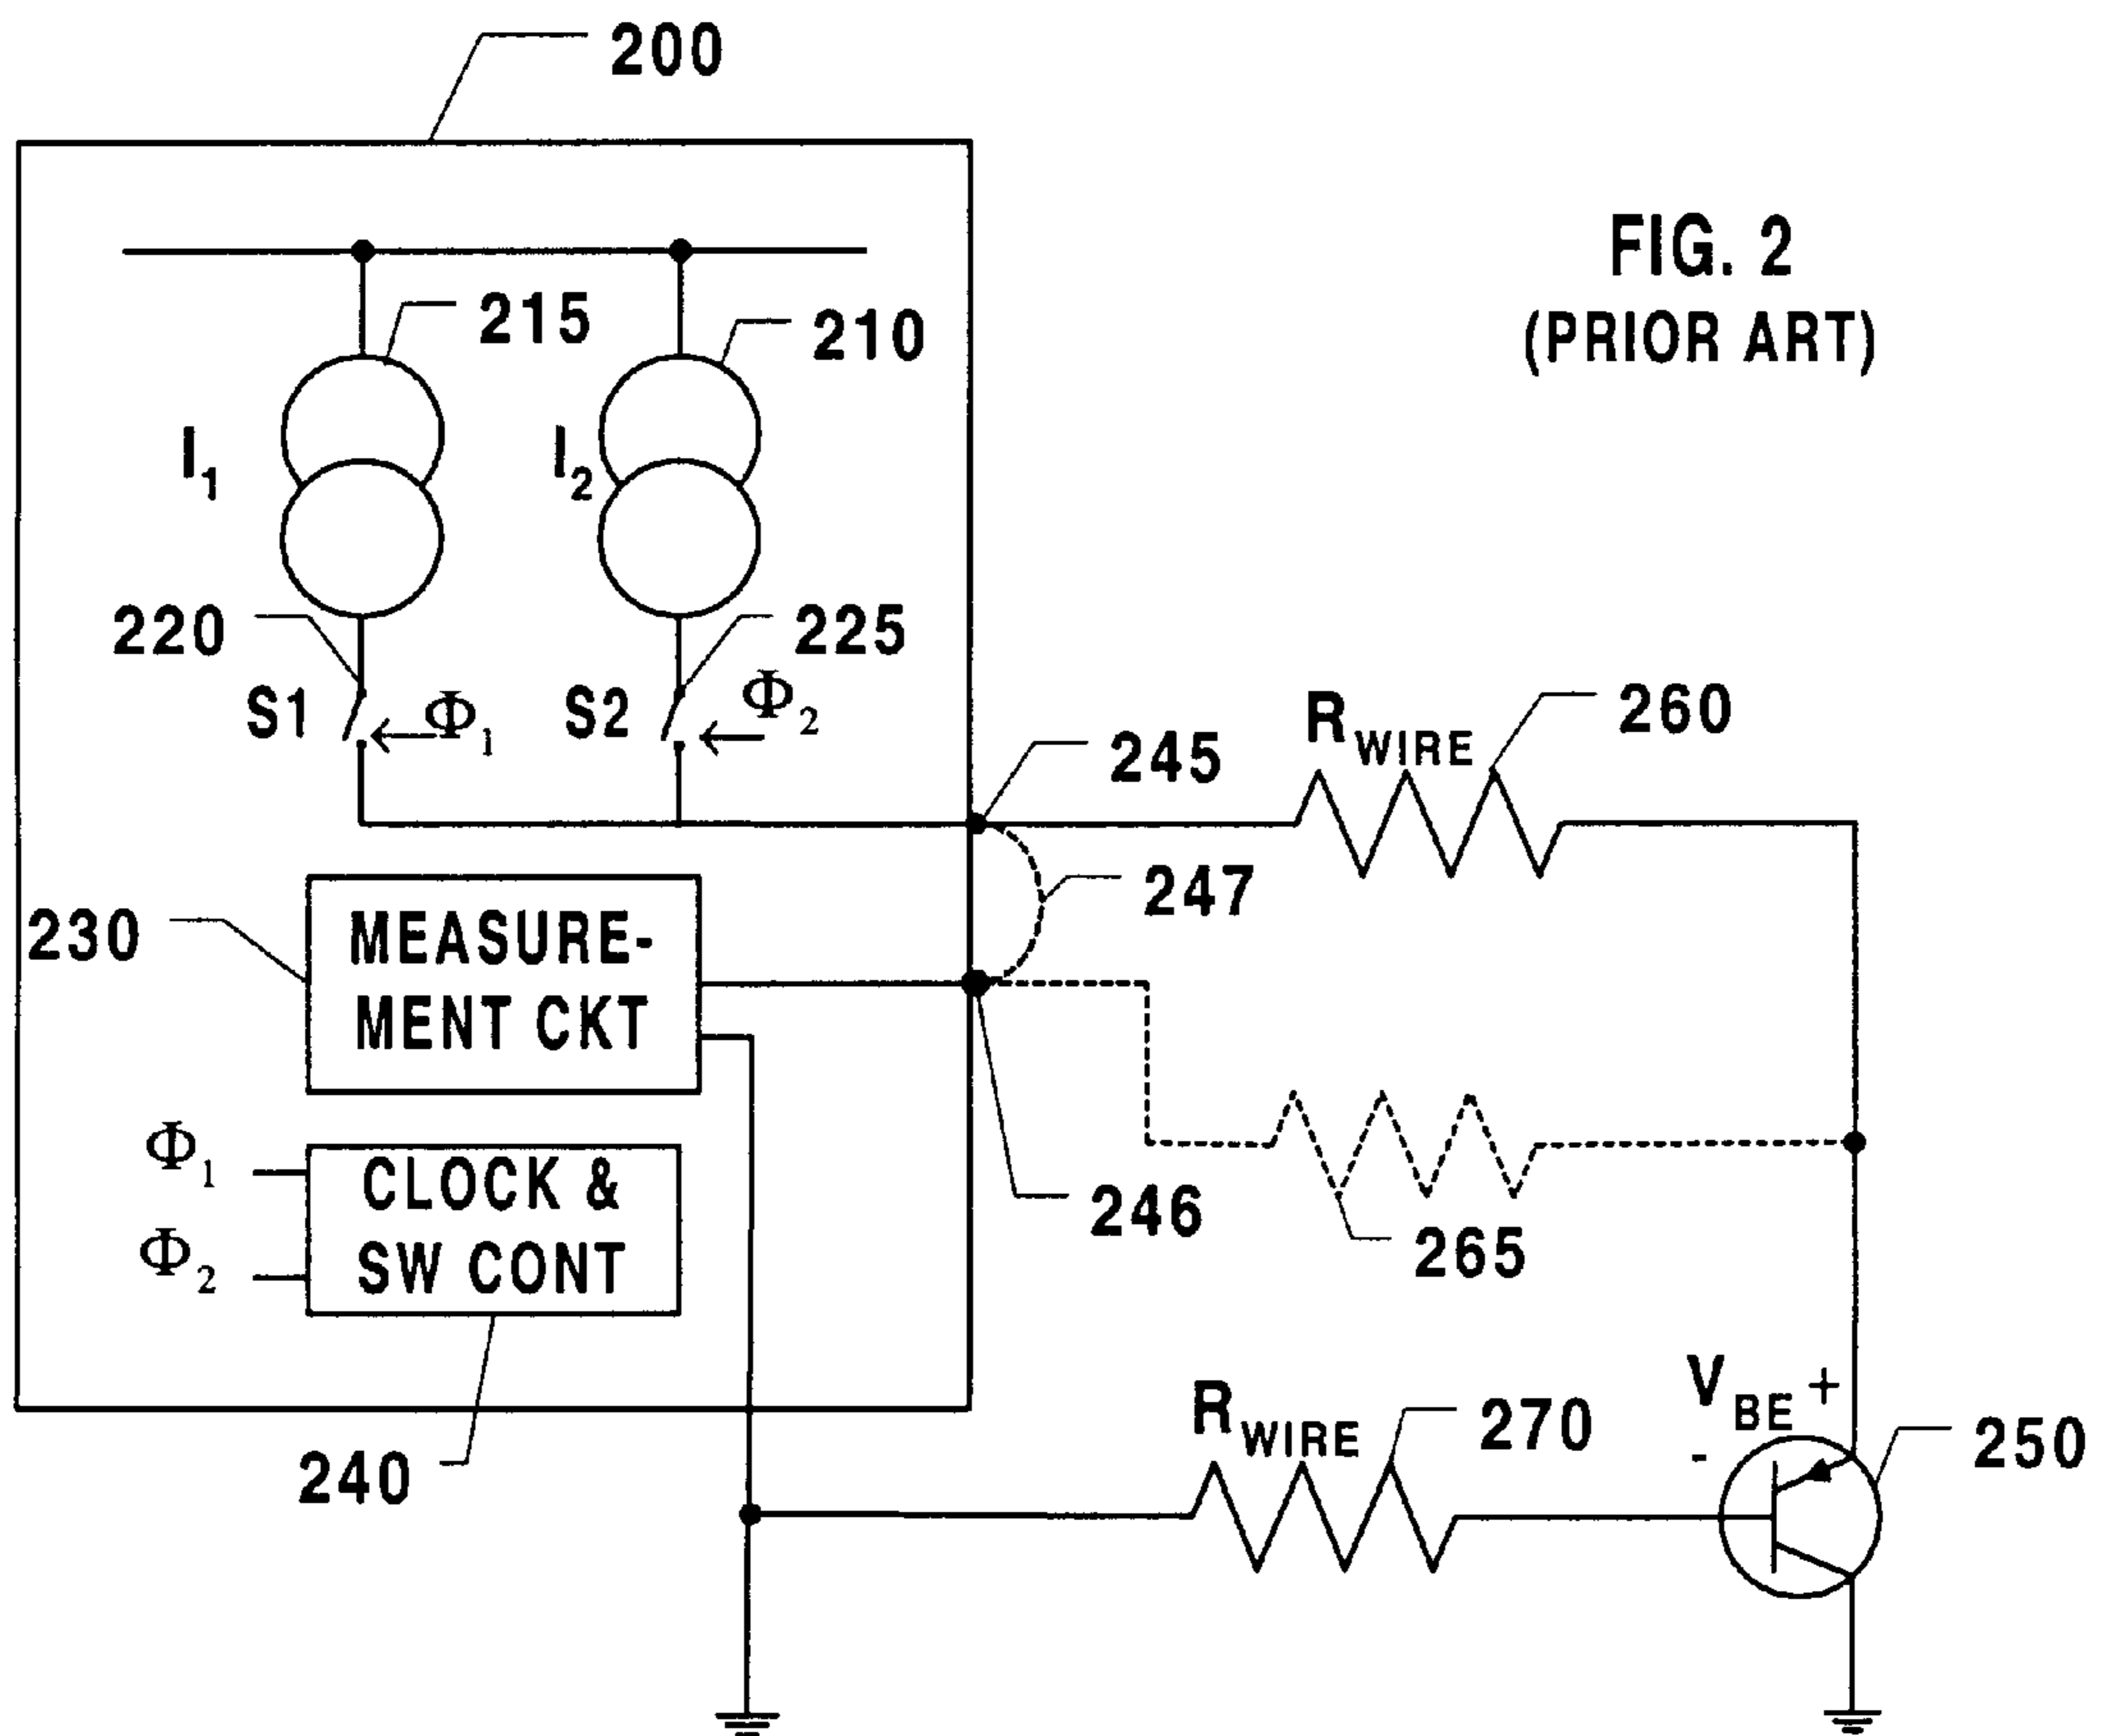 200
FIG. 2
(PRIOR ART)
215
210
I1
I2
220
225
S1
Φ1
S2
Φ2
RWIRE
260
245
247
230
MEASURE-
MENT CKT
Φ1
CLOCK &
Φ2
SW CONT
246
265
240
RWIRE
270
VBE +
-
250